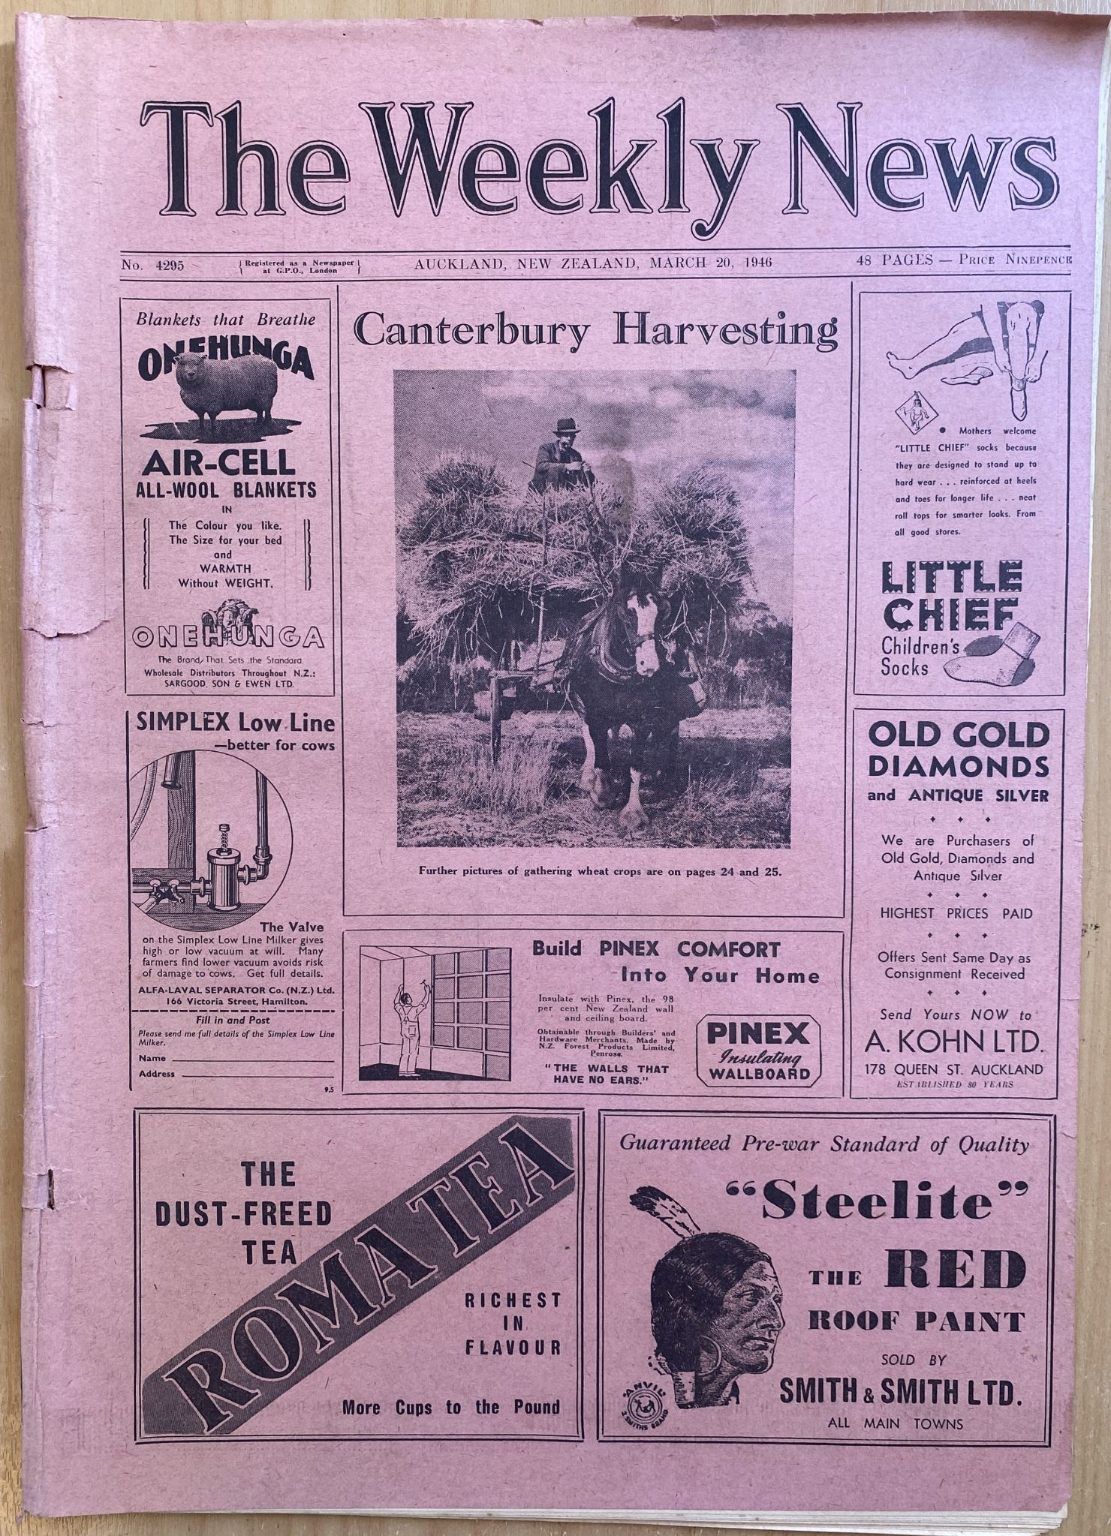 The Weekly News
No. 4295
Registered as a Newspaper
at G.P.O., London
AUCKLAND, NEW ZEALAND, MARCH 20, 1946
48 PAGES — PRICE NINEPENCE
Blankets that Breathe
ONEHUNGA
AIR-CELL
ALL-WOOL BLANKETS
IN
The Colour you like.
The Size for your bed
and
WARMTH
Without WEIGHT.
ONEHUNGA
The Brand That Sets the Standard
Wholesale Distributors Throughout N.Z.:
SARGOOD SON & EWEN LTD
SIMPLEX Low Line
—better for cows
The Valve
on the Simplex Low Line Milker gives
high or low vacuum at will. Many
farmers find lower vacuum avoids risk
of damage to cows. Get full details.
ALFA-LAVAL SEPARATOR Co. (N.Z.) Ltd.
166 Victoria Street, Hamilton.
Fill in and Post
Please send me full details of the Simplex Low Line
Milker.
Name
Address
9.5
Canterbury Harvesting
Further pictures of gathering wheat crops are on pages 24 and 25.
Build PINEX COMFORT
Into Your Home
Insulate with Pinex, the 98
per cent New Zealand wall
and ceiling board.
Obtainable through Builders' and
Hardware Merchants. Made by
N.Z. Forest Products Limited,
Penrose.
"THE WALLS THAT
HAVE NO EARS."
PINEX
Insulating
WALLBOARD
• Mothers welcome
"LITTLE CHIEF" socks because
they are designed to stand up to
hard wear . . . reinforced at heels
and toes for longer life . . . neat
roll tops for smarter looks. From
all good stores.
LITTLE
CHIEF
Children's
Socks
OLD GOLD
DIAMONDS
and ANTIQUE SILVER
We are Purchasers of
Old Gold, Diamonds and
Antique Silver
HIGHEST PRICES PAID
Offers Sent Same Day as
Consignment Received
Send Yours NOW to
A. KOHN LTD.
178 QUEEN ST. AUCKLAND
ESTABLISHED 80 YEARS
THE
DUST-FREED
TEA
ROMA TEA
RICHEST
IN
FLAVOUR
More Cups to the Pound
Guaranteed Pre-war Standard of Quality
"Steelite"
THE RED
ROOF PAINT
SOLD BY
SMITH & SMITH LTD.
ALL MAIN TOWNS
ANVIL
2 SMITHS BRAND